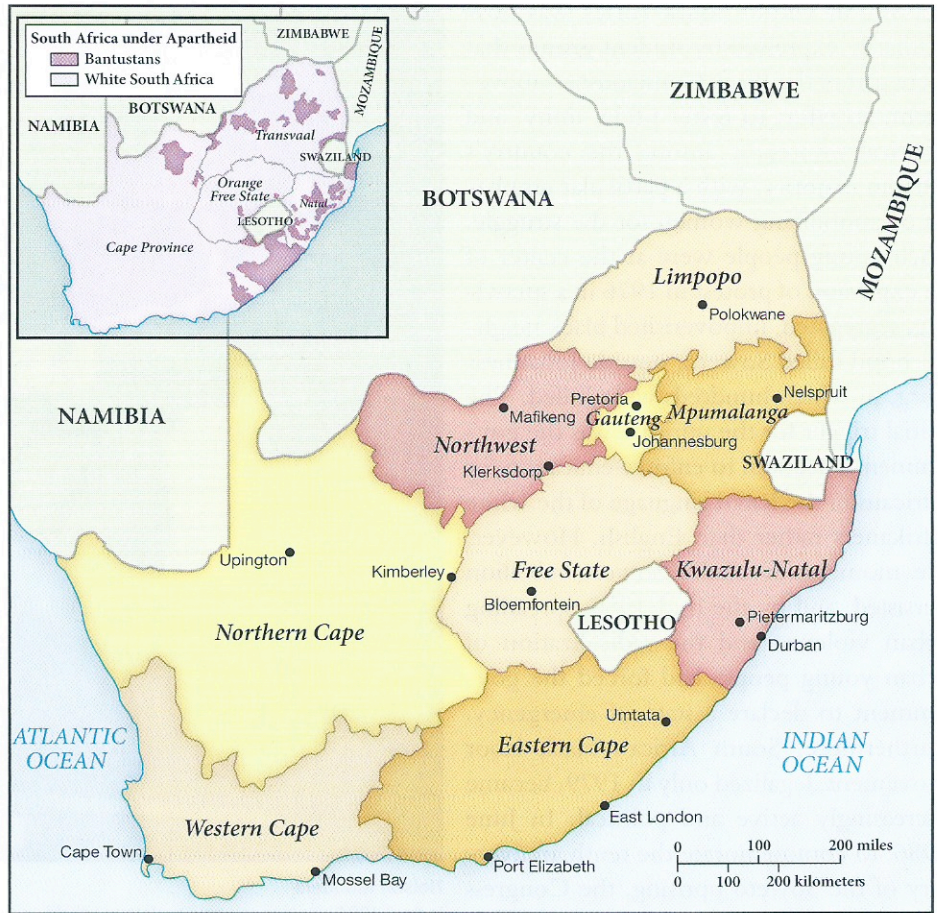 South Africa under Apartheid
Bantustans
White South Africa
ZIMBABWE
MOZAMBIQUE
BOTSWANA
NAMIBIA
Transvaal
SWAZILAND
Orange
Free State
Natal
LESOTHO
Cape Province
ZIMBABWE
BOTSWANA
MOZAMBIQUE
Limpopo
Polokwane
NAMIBIA
Pretoria
Nelspruit
Mafikeng
Gauteng
Mpumalanga
Northwest
Johannesburg
Klerksdorp
SWAZILAND
Upington
Kimberley
Free State
Kwazulu-Natal
Bloemfontein
LESOTHO
Pietermaritzburg
Durban
Northern Cape
Umtata
ATLANTIC
OCEAN
Eastern Cape
INDIAN
OCEAN
Western Cape
East London
Cape Town
Mossel Bay
Port Elizabeth
0 100 200 miles
0 100 200 kilometers